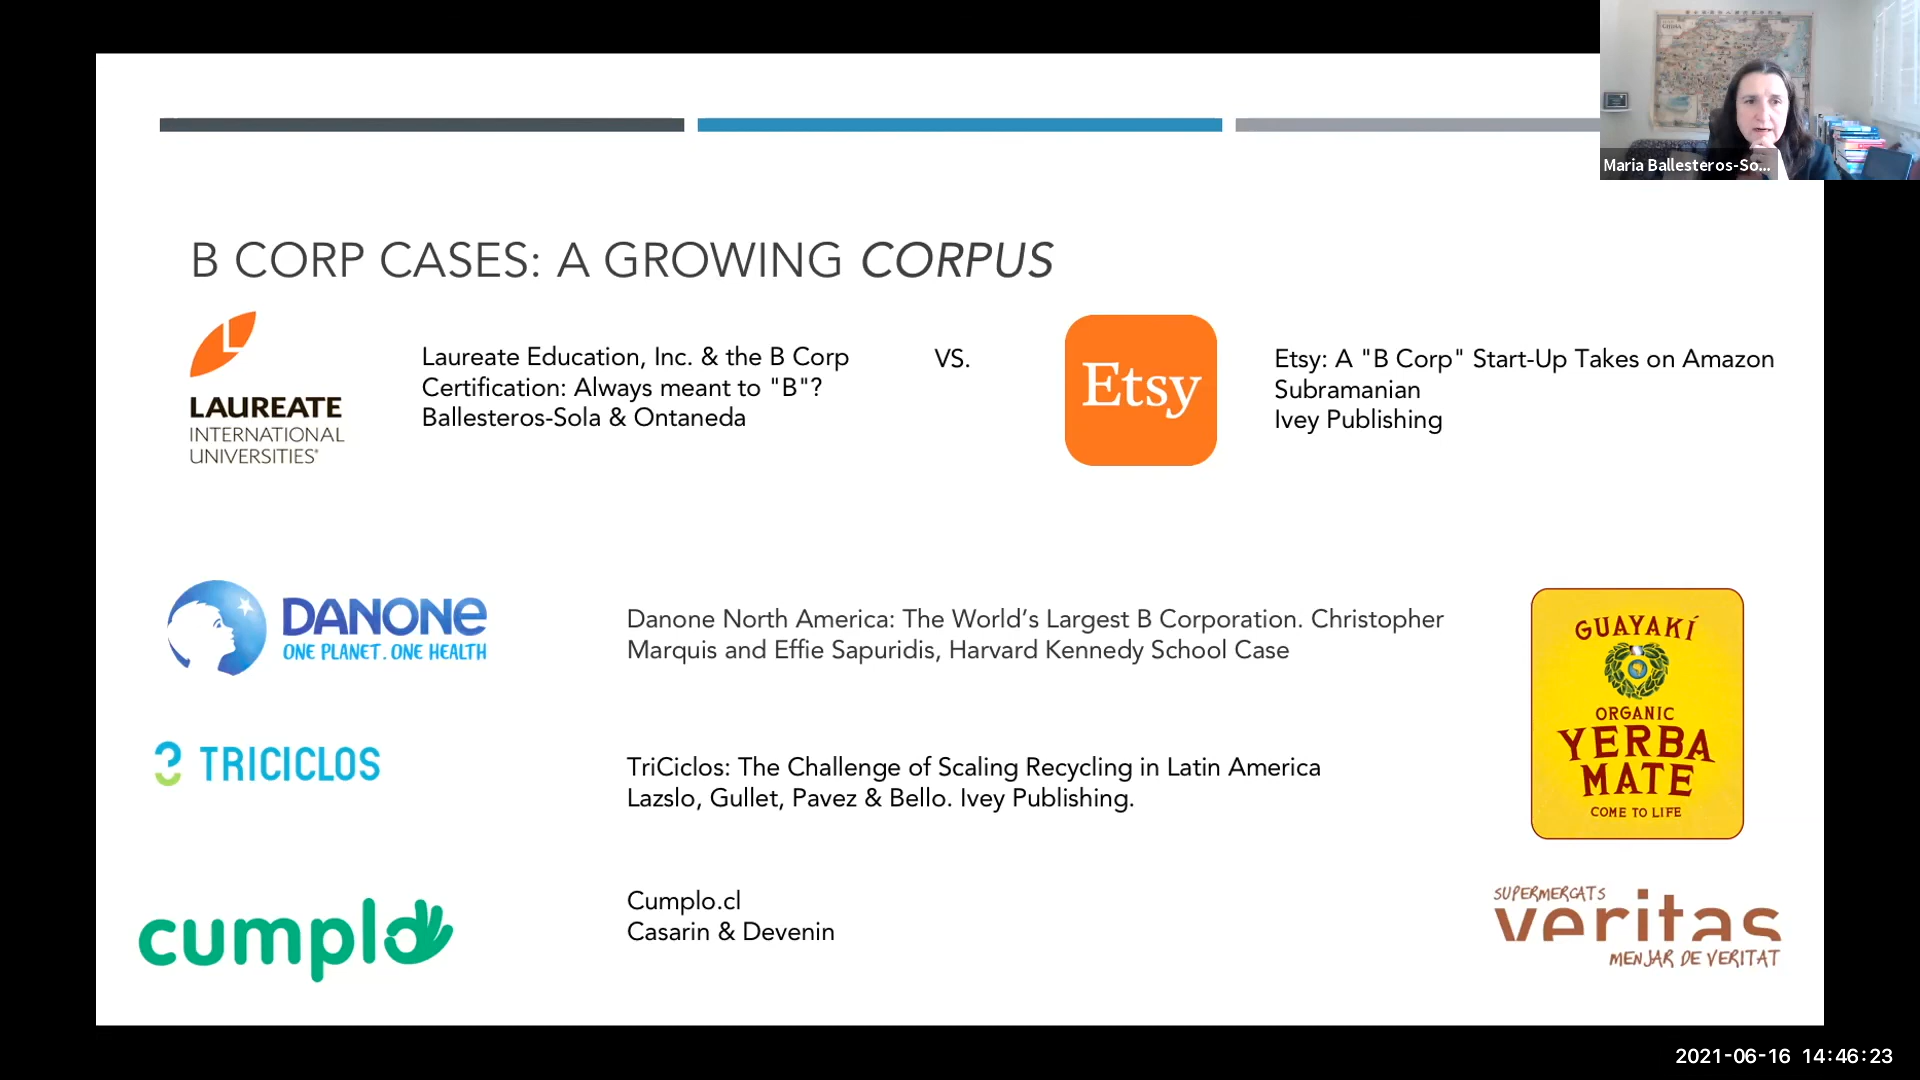 Maria Ballesteros-So...
B CORP CASES: A GROWING CORPUS
LAUREATE
INTERNATIONAL
UNIVERSITIES
Laureate Education, Inc. & the B Corp
Certification: Always meant to "B"?
Ballesteros-Sola & Ontaneda
VS.
Etsy
Etsy: A "B Corp" Start-Up Takes on Amazon
Subramanian
Ivey Publishing
DANONE
ONE PLANET. ONE HEALTH
Danone North America: The World’s Largest B Corporation. Christopher
Marquis and Effie Sapuridis, Harvard Kennedy School Case
GUAYAKÍ
ORGANIC
YERBA
MATE
COME TO LIFE
TRICICLOS
TriCiclos: The Challenge of Scaling Recycling in Latin America
Lazslo, Gullet, Pavez & Bello. Ivey Publishing.
cumplo
Cumplo.cl
Casarin & Devenin
SUPERMERCATS
veritas
MENJAR DE VERITAT
2021-06-16 14:46:23